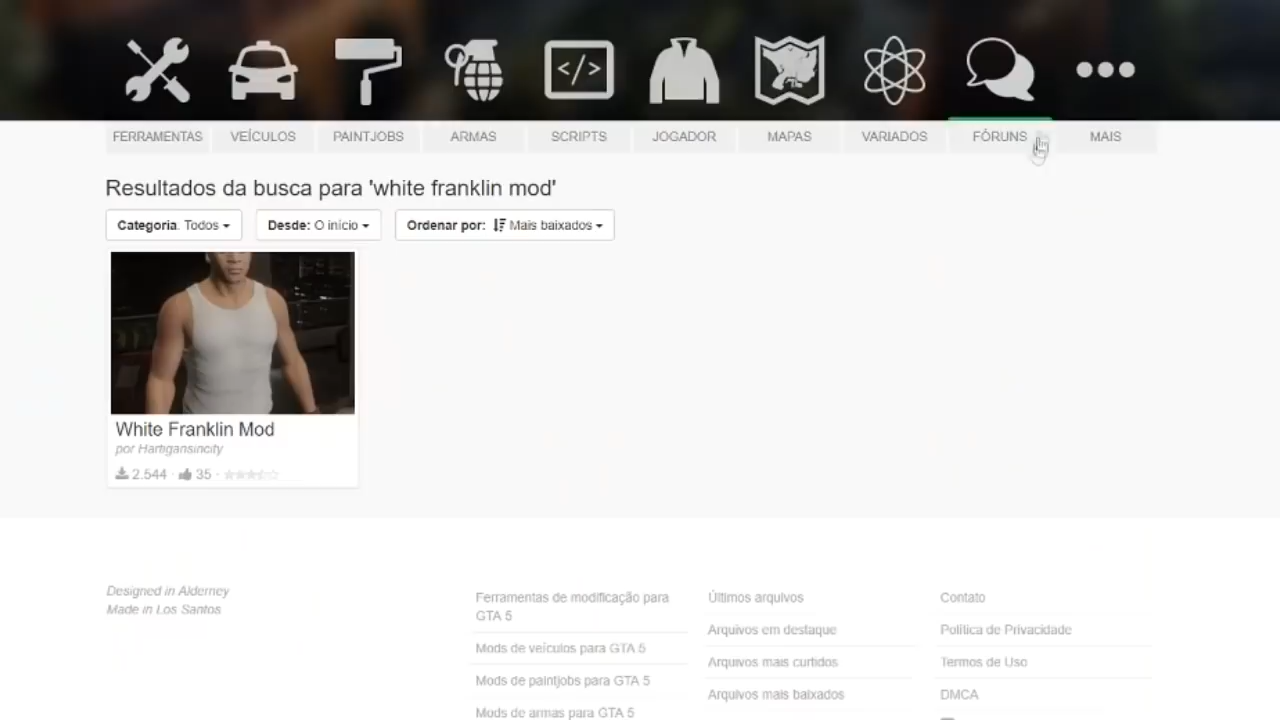 </>
FERRAMENTAS VEÍCULOS PAINTJOBS ARMAS SCRIPTS JOGADOR MAPAS VARIADOS FÓRUNS MAIS
Resultados da busca para 'white franklin mod'
Categoria: Todos Desde: O início Ordenar por: Mais baixados
White Franklin Mod
por Hartigansincity
2.544 · 35 ·
Designed in Alderney
Made in Los Santos
Ferramentas de modificação para
GTA 5
Mods de veículos para GTA 5
Mods de paintjobs para GTA 5
Mods de armas para GTA 5
Últimos arquivos
Arquivos em destaque
Arquivos mais curtidos
Arquivos mais baixados
Contato
Política de Privacidade
Termos de Uso
DMCA